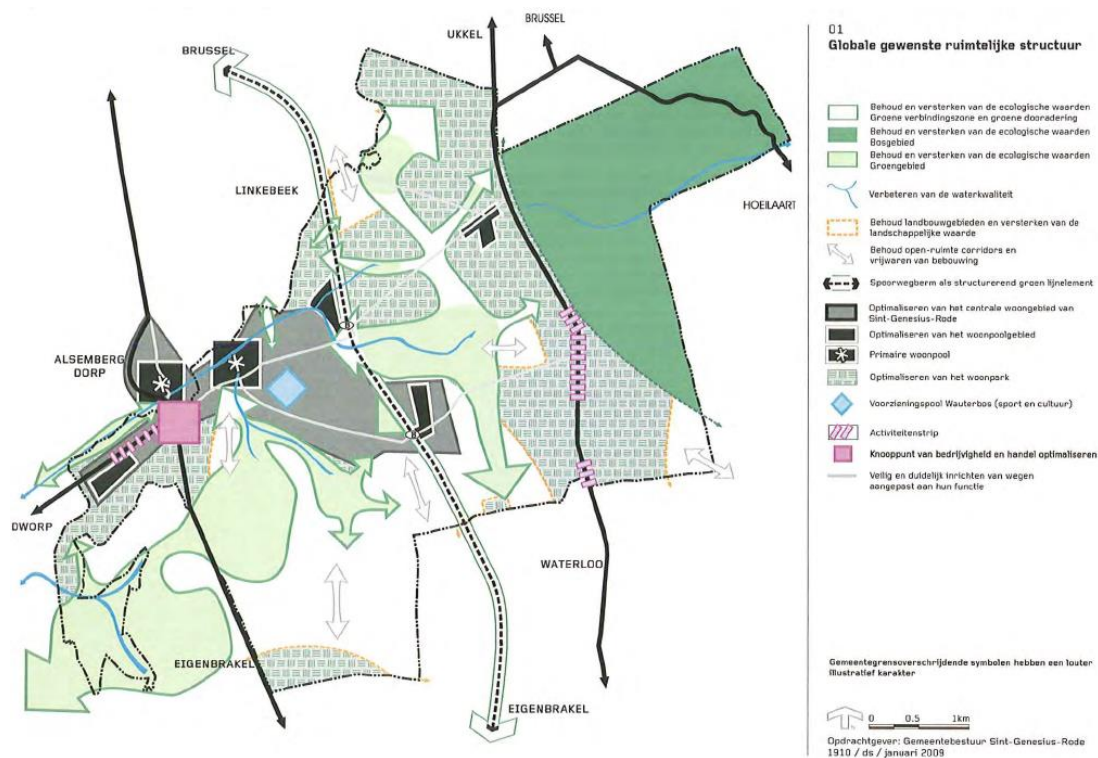 BRUSSEL
UKKEL
BRUSSEL
LINKEBEEK
HOEILAART
ALSEMBERG
DORP
DWORP
WATERLOO
EIGENBRAKEL
EIGENBRAKEL
01
Globale gewenste ruimtelijke structuur
Behoud en versterken van de ecologische waarden
Groene verbindingszone en groene dooradering
Behoud en versterken van de ecologische waarden
Bosgebied
Behoud en versterken van de ecologische waarden
Groengebied
Verbeteren van de waterkwaliteit
Behoud landbouwgebieden en versterken van de
landschappelijke waarde
Behoud open-ruimte corridors en
vrijwaren van bebouwing
Spoorwegberm als structurerend groen lijnelement
Optimaliseren van het centrale woongebied van
Sint-Genesius-Rode
Optimaliseren van het woonpoolgebied
Primaire woonpool
Optimaliseren van het woonpark
Voorzieningspool Wauterbos (sport en cultuur)
Activiteitenstrip
Knooppunt van bedrijvigheid en handel optimaliseren
Veilig en duidelijk inrichten van wegen
aangepast aan hun functie
Gemeentegrensoverschrijdende symbolen hebben een louter
illustratief karakter
0 0.5 1km
Opdrachtgever: Gemeentebestuur Sint-Genesius-Rode
1910 / ds / januari 2009